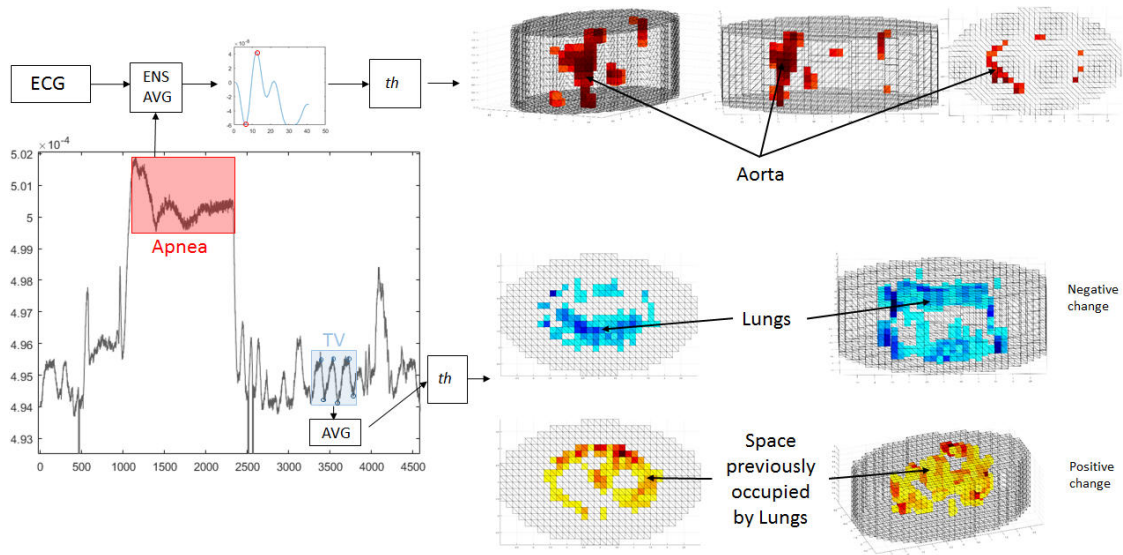 ECG
ENS
AVG
×10⁻⁶
4
2
0
-2
-4
-6
0
10
20
30
40
50
th
Aorta
×10⁻⁴
5.02
5.01
5
4.99
4.98
4.97
4.96
4.95
4.94
4.93
0
500
1000
1500
2000
2500
3000
3500
4000
4500
Apnea
TV
AVG
th
Lungs
Negative
change
Space
previously
occupied
by Lungs
Positive
change